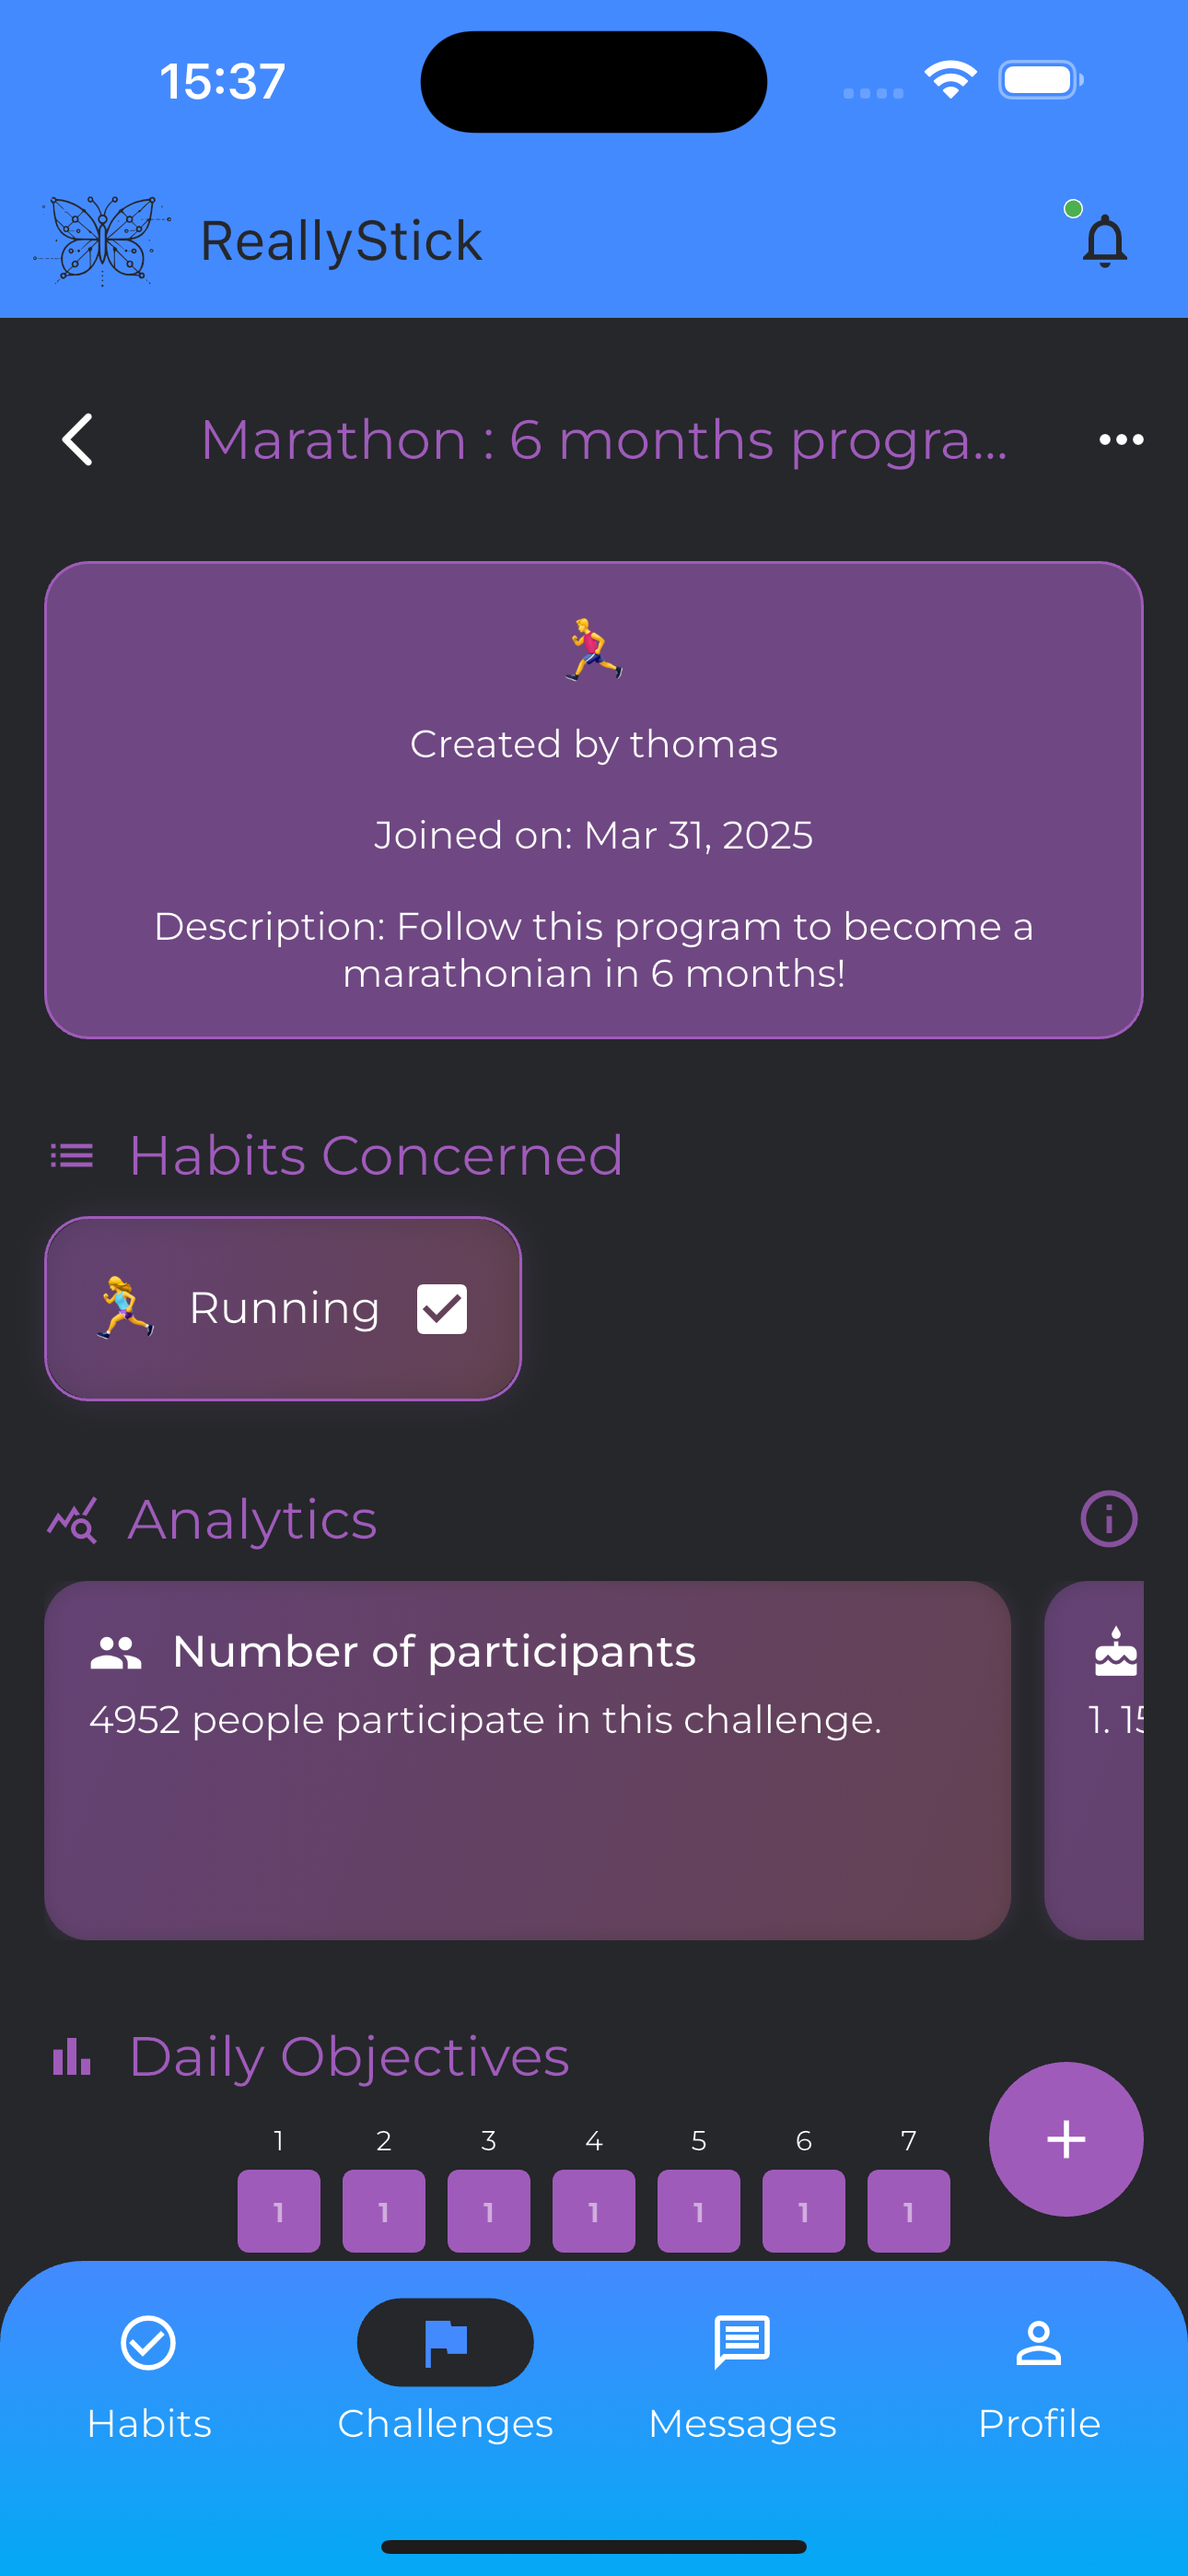 15:37
ReallyStick
Marathon : 6 months progra...
Created by thomas
Joined on: Mar 31, 2025
Description: Follow this program to become a
marathonian in 6 months!
Habits Concerned
Running
Analytics
Number of participants
4952 people participate in this challenge.
1. 15
Daily Objectives
1 2 3 4 5 6 7
1 1 1 1 1 1 1
Habits Challenges Messages Profile